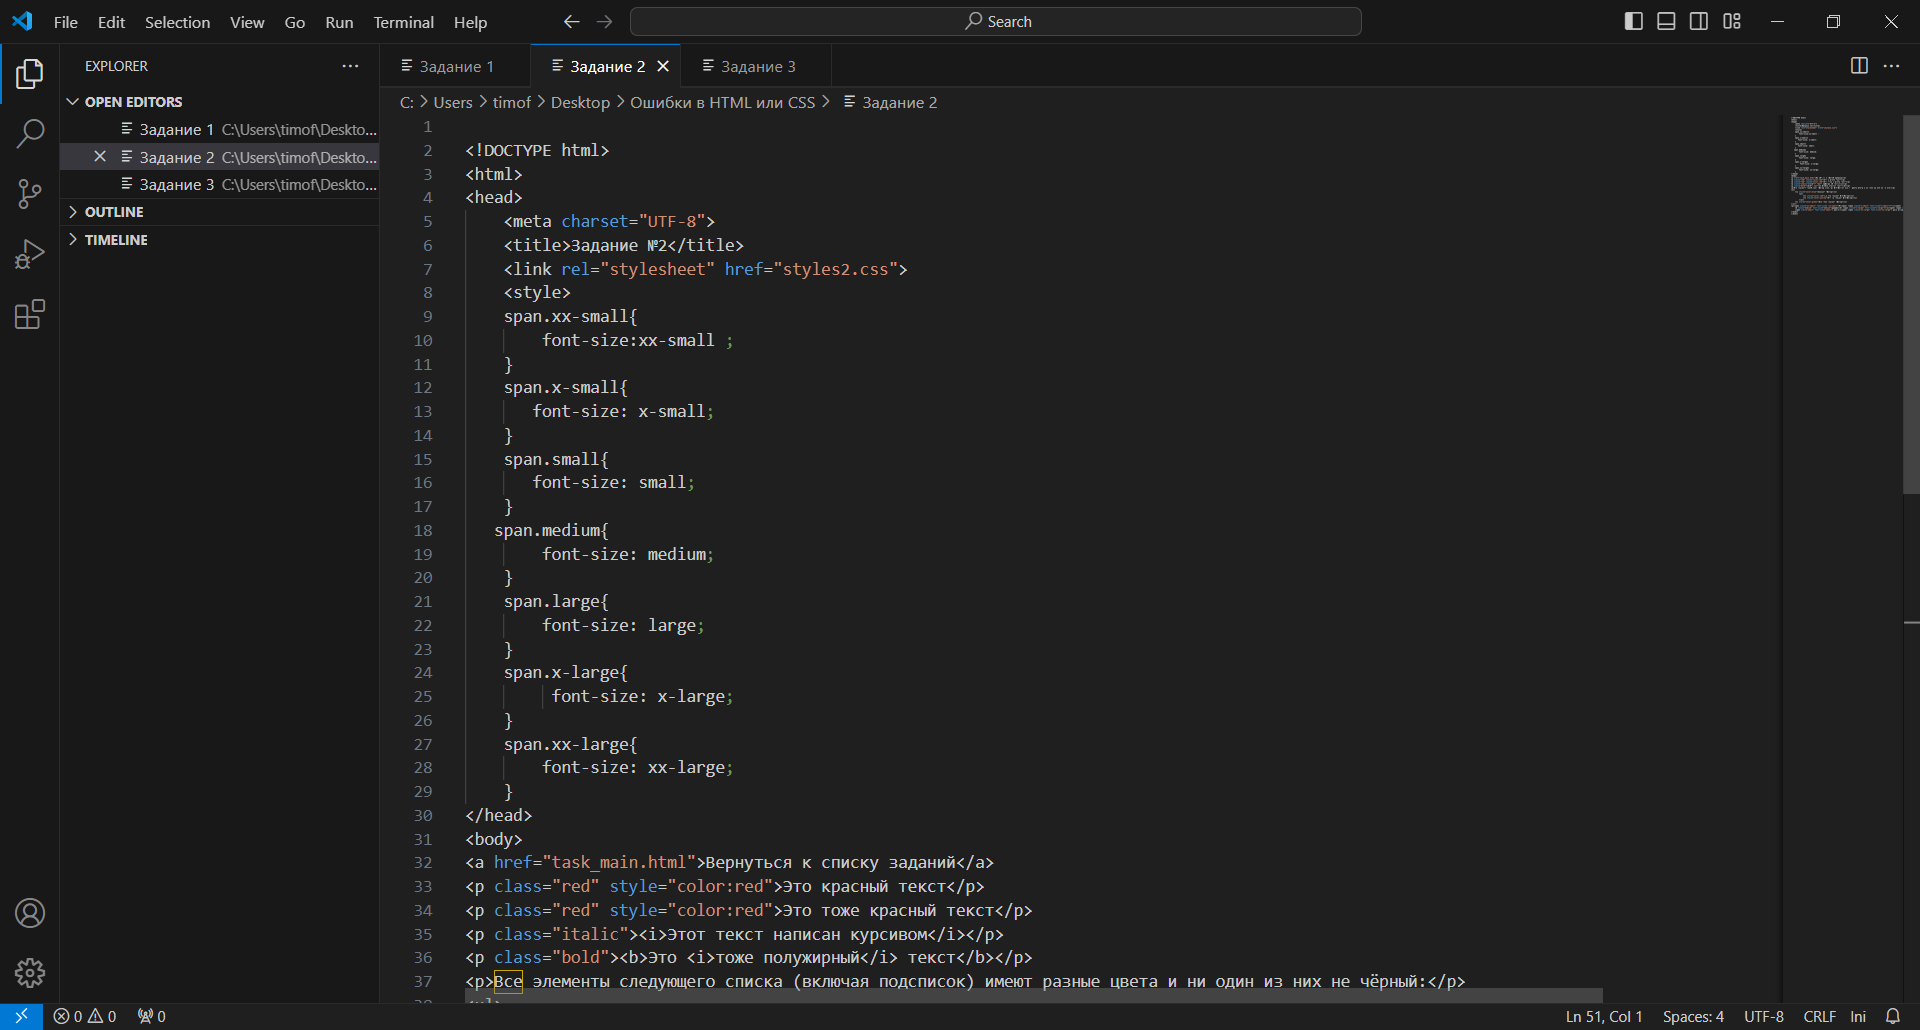 File Edit Selection View Go Run Terminal Help Search
EXPLORER
OPEN EDITORS
Задание 1 C:\Users\timof\Deskto...
Задание 2 C:\Users\timof\Deskto...
Задание 3 C:\Users\timof\Deskto...
OUTLINE
TIMELINE
Задание 1 Задание 2 Задание 3
C: > Users > timof > Desktop > Ошибки в HTML или CSS > Задание 2
1
2 <!DOCTYPE html>
3 <html>
4 <head>
5 <meta charset="UTF-8">
6 <title>Задание №2</title>
7 <link rel="stylesheet" href="styles2.css">
8 <style>
9 span.xx-small{
10 font-size:xx-small ;
11 }
12 span.x-small{
13 font-size: x-small;
14 }
15 span.small{
16 font-size: small;
17 }
18 span.medium{
19 font-size: medium;
20 }
21 span.large{
22 font-size: large;
23 }
24 span.x-large{
25 font-size: x-large;
26 }
27 span.xx-large{
28 font-size: xx-large;
29 }
30 </head>
31 <body>
32 <a href="task_main.html">Вернуться к списку заданий</a>
33 <p class="red" style="color:red">Это красный текст</p>
34 <p class="red" style="color:red">Это тоже красный текст</p>
35 <p class="italic"><i>Этот текст написан курсивом</i></p>
36 <p class="bold"><b>Это <i>тоже полужирный</i> текст</b></p>
37 <p>Все элементы следующего списка (включая подсписок) имеют разные цвета и ни один из них не чёрный:</p>
38 <ul>
0 0 0 Ln 51, Col 1 Spaces: 4 UTF-8 CRLF Ini